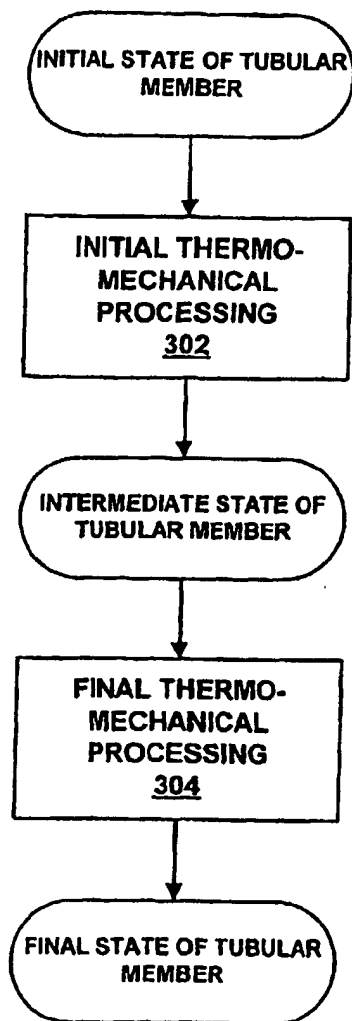 INITIAL STATE OF TUBULAR
MEMBER
INITIAL THERMO-
MECHANICAL
PROCESSING
302
INTERMEDIATE STATE OF
TUBULAR MEMBER
FINAL THERMO-
MECHANICAL
PROCESSING
304
FINAL STATE OF TUBULAR
MEMBER